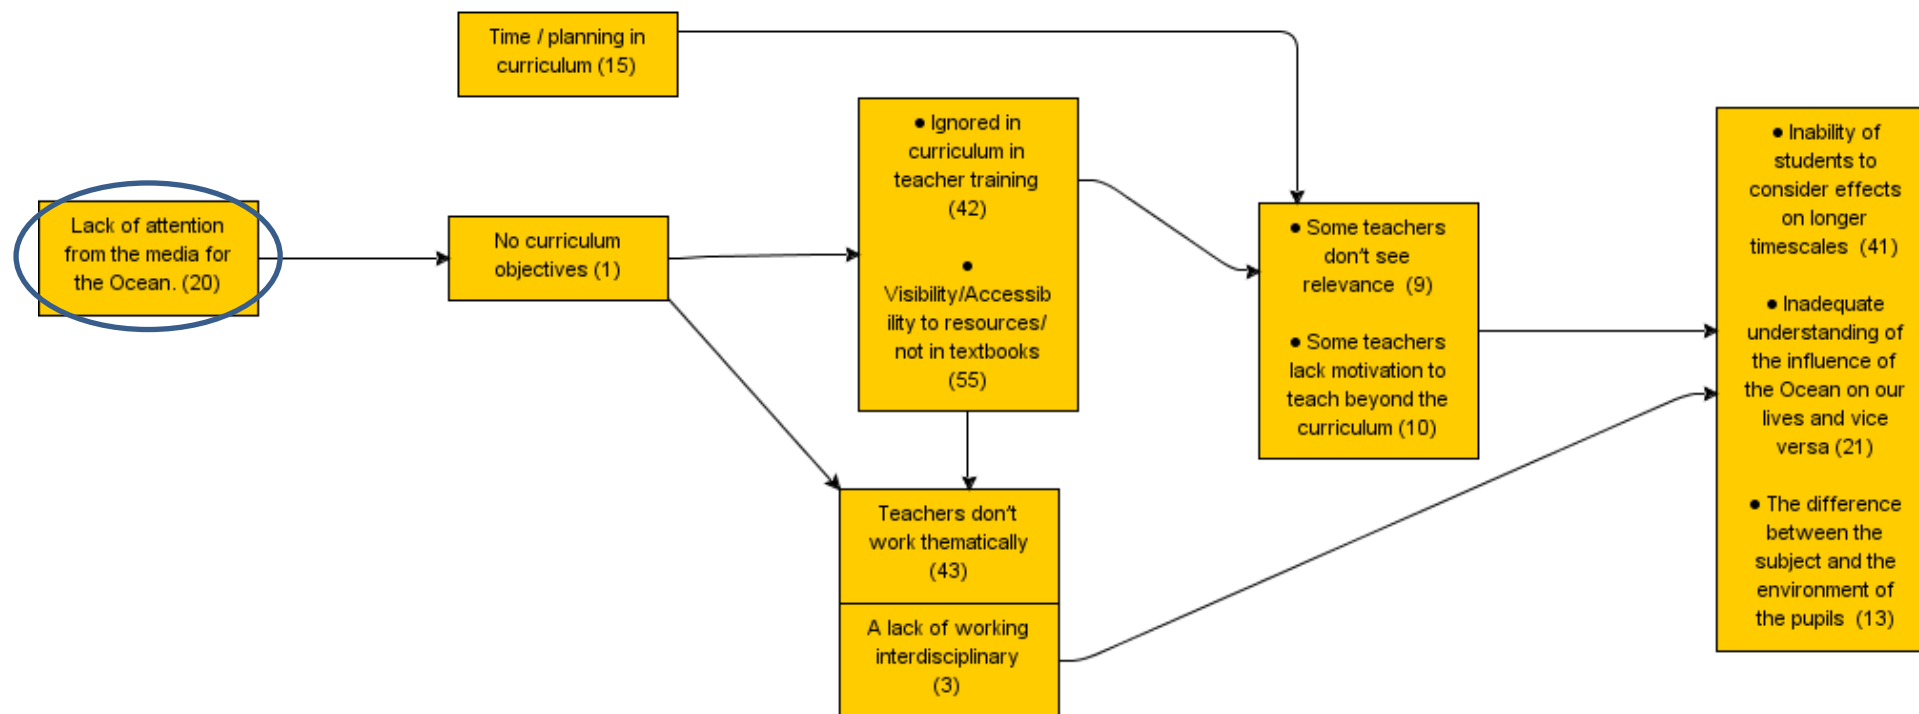 Time / planning in
curriculum (15)
Lack of attention
from the media for
the Ocean. (20)
No curriculum
objectives (1)
● Ignored in
curriculum in
teacher training
(42)
●
Visibility/Accessib
ility to resources/
not in textbooks
(55)
Teachers don't
work thematically
(43)
A lack of working
interdisciplinary
(3)
● Some teachers
don't see
relevance (9)
● Some teachers
lack motivation to
teach beyond the
curriculum (10)
● Inability of
students to
consider effects
on longer
timescales (41)
● Inadequate
understanding of
the influence of
the Ocean on our
lives and vice
versa (21)
● The difference
between the
subject and the
environment of
the pupils (13)